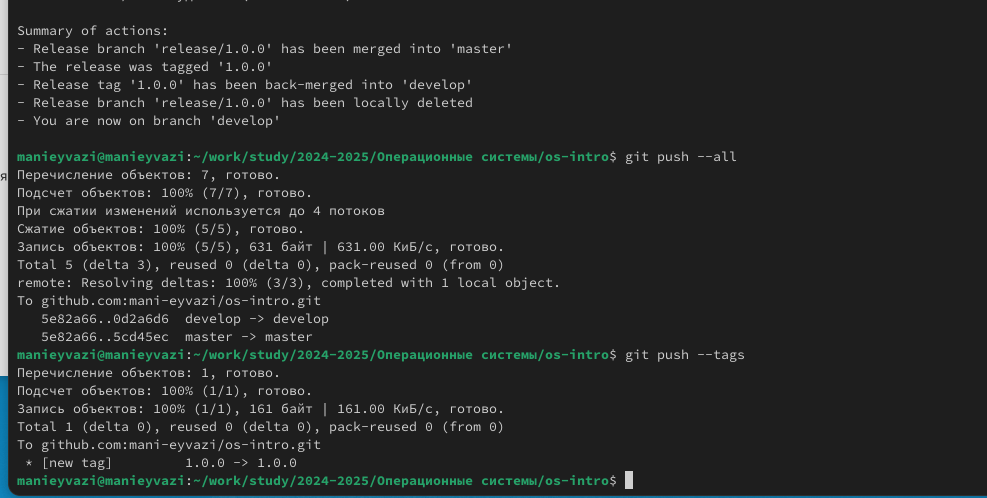 Summary of actions:
- Release branch 'release/1.0.0' has been merged into 'master'
- The release was tagged '1.0.0'
- Release tag '1.0.0' has been back-merged into 'develop'
- Release branch 'release/1.0.0' has been locally deleted
- You are now on branch 'develop'
manieyvazi@manieyvazi:~/work/study/2024-2025/Операционные системы/os-intro$ git push --all
Перечисление объектов: 7, готово.
Подсчет объектов: 100% (7/7), готово.
При сжатии изменений используется до 4 потоков
Сжатие объектов: 100% (5/5), готово.
Запись объектов: 100% (5/5), 631 байт | 631.00 КиБ/с, готово.
Total 5 (delta 3), reused 0 (delta 0), pack-reused 0 (from 0)
remote: Resolving deltas: 100% (3/3), completed with 1 local object.
To github.com:mani-eyvazi/os-intro.git
   5e82a66..0d2a6d6  develop -> develop
   5e82a66..5cd45ec  master -> master
manieyvazi@manieyvazi:~/work/study/2024-2025/Операционные системы/os-intro$ git push --tags
Перечисление объектов: 1, готово.
Подсчет объектов: 100% (1/1), готово.
Запись объектов: 100% (1/1), 161 байт | 161.00 КиБ/с, готово.
Total 1 (delta 0), reused 0 (delta 0), pack-reused 0 (from 0)
To github.com:mani-eyvazi/os-intro.git
 * [new tag]         1.0.0 -> 1.0.0
manieyvazi@manieyvazi:~/work/study/2024-2025/Операционные системы/os-intro$